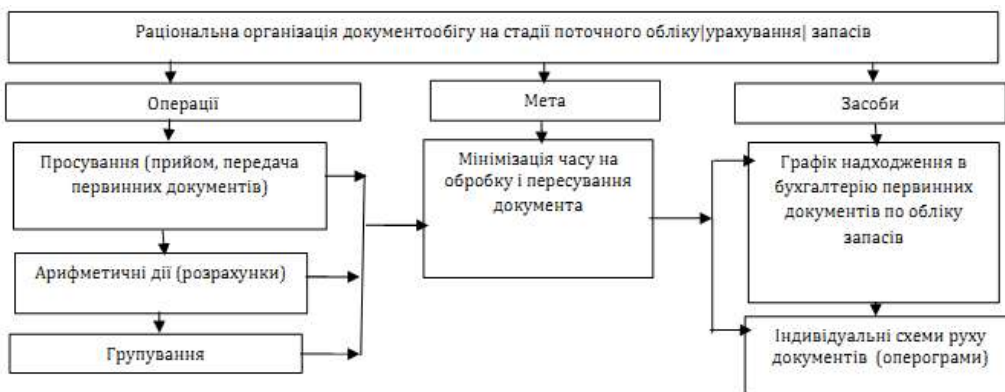 Раціональна організація документообігу на стадії поточного обліку|урахування| запасів
Операції
Мета
Засоби
Просування (прийом, передача
первинних документів)
Мінімізація часу на
обробку і пересування
документа
Графік надходження в
бухгалтерію первинних
документів по обліку
запасів
Арифметичні дії (розрахунки)
Групування
Індивідуальні схеми руху
документів (оперограми)